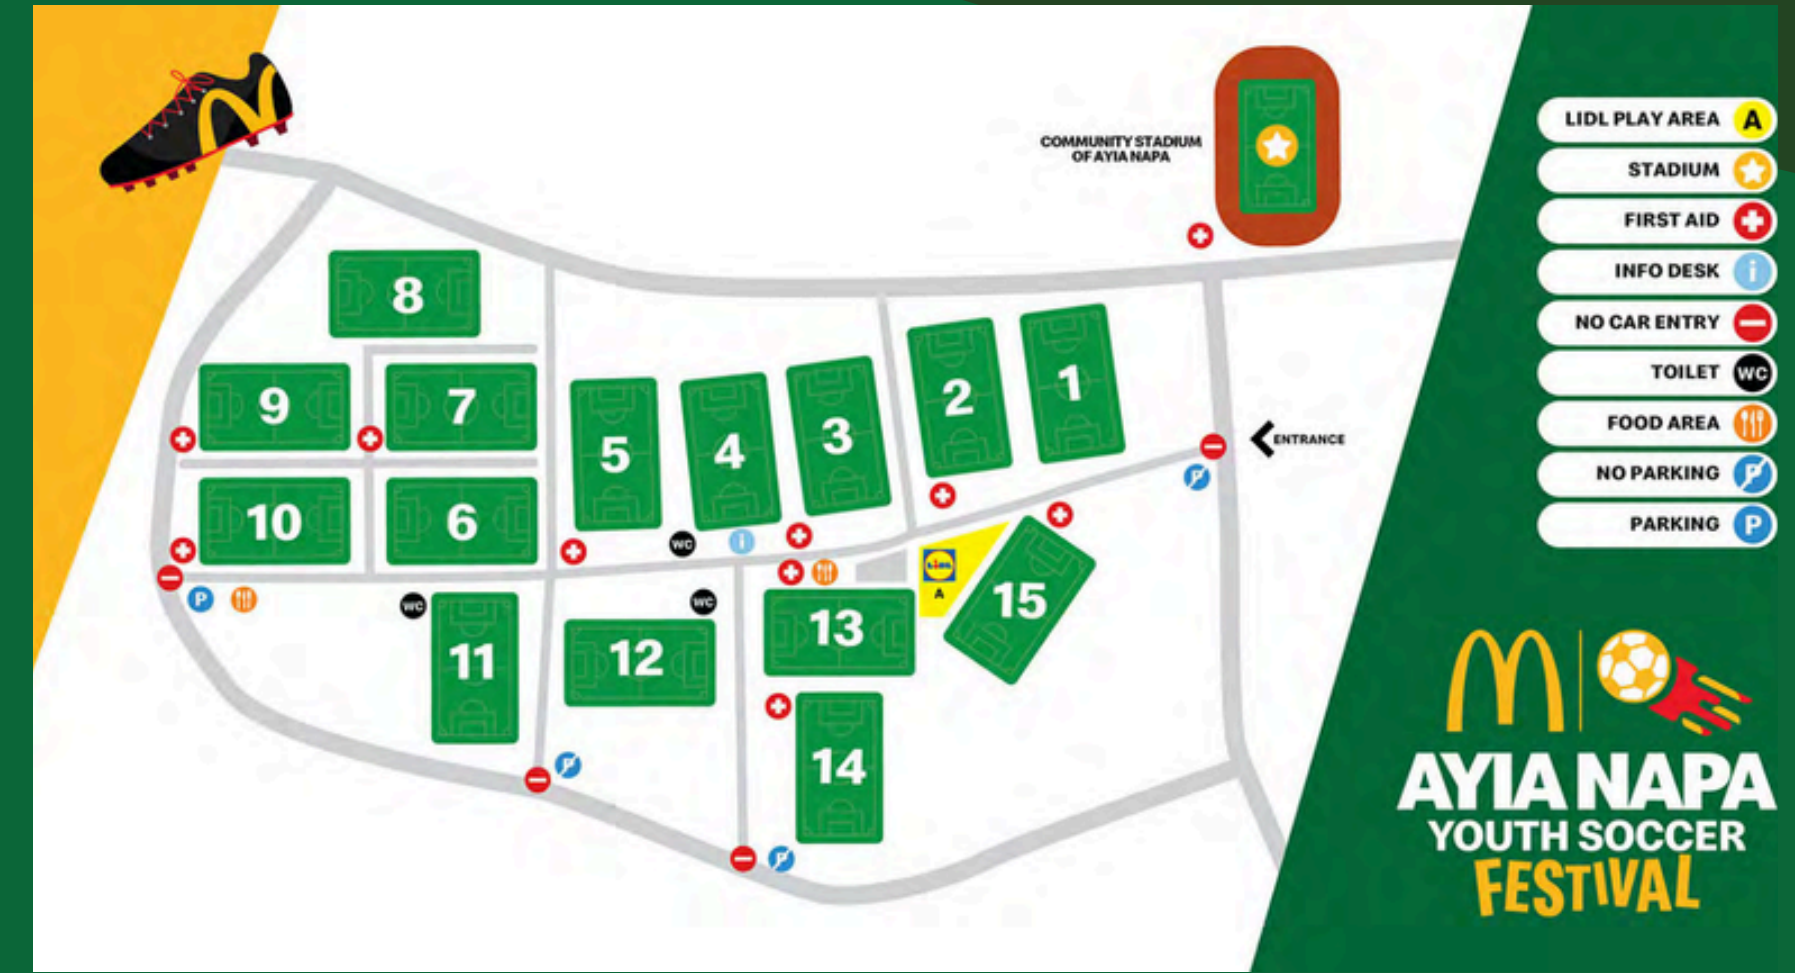 COMMUNITY STADIUM
OF AYIA NAPA
LIDL PLAY AREA A
STADIUM
FIRST AID
INFO DESK i
NO CAR ENTRY
TOILET WC
FOOD AREA
NO PARKING P
PARKING P
8
9
7
10
6
5
4
3
2
1
ENTRANCE
P
WC
i
LIDL
A
P
WC
WC
11
12
13
15
14
P
P
AYIA NAPA
YOUTH SOCCER
FESTIVAL